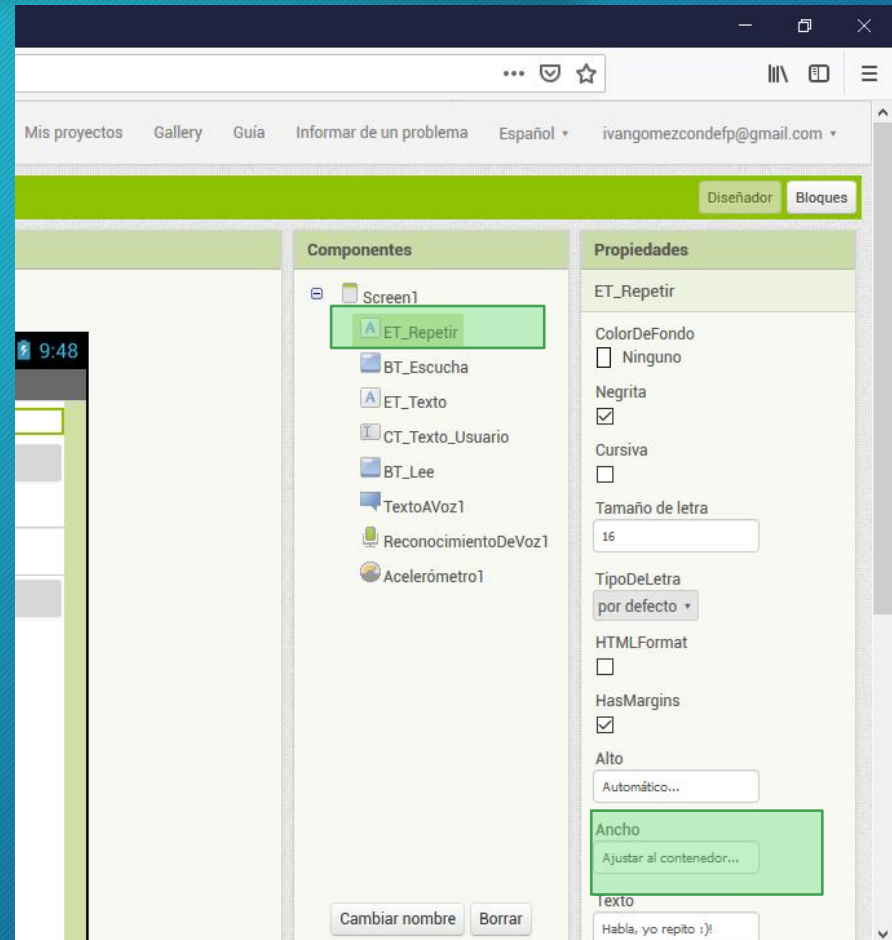 Mis proyectos Gallery Guía Informar de un problema Español ivangomezcondefp@gmail.com
Diseñador Bloques
Componentes
Screen1
ET_Repetir
BT_Escucha
ET_Texto
CT_Texto_Usuario
BT_Lee
TextoAVoz1
ReconocimientoDeVoz1
Acelerómetro1
Cambiar nombre Borrar
Propiedades
ET_Repetir
ColorDeFondo
Ninguno
Negrita
Cursiva
Tamaño de letra
16
TipoDeLetra
por defecto
HTMLFormat
HasMargins
Alto
Automático...
Ancho
Ajustar al contenedor...
Texto
Habla, yo repito :)!
9:48